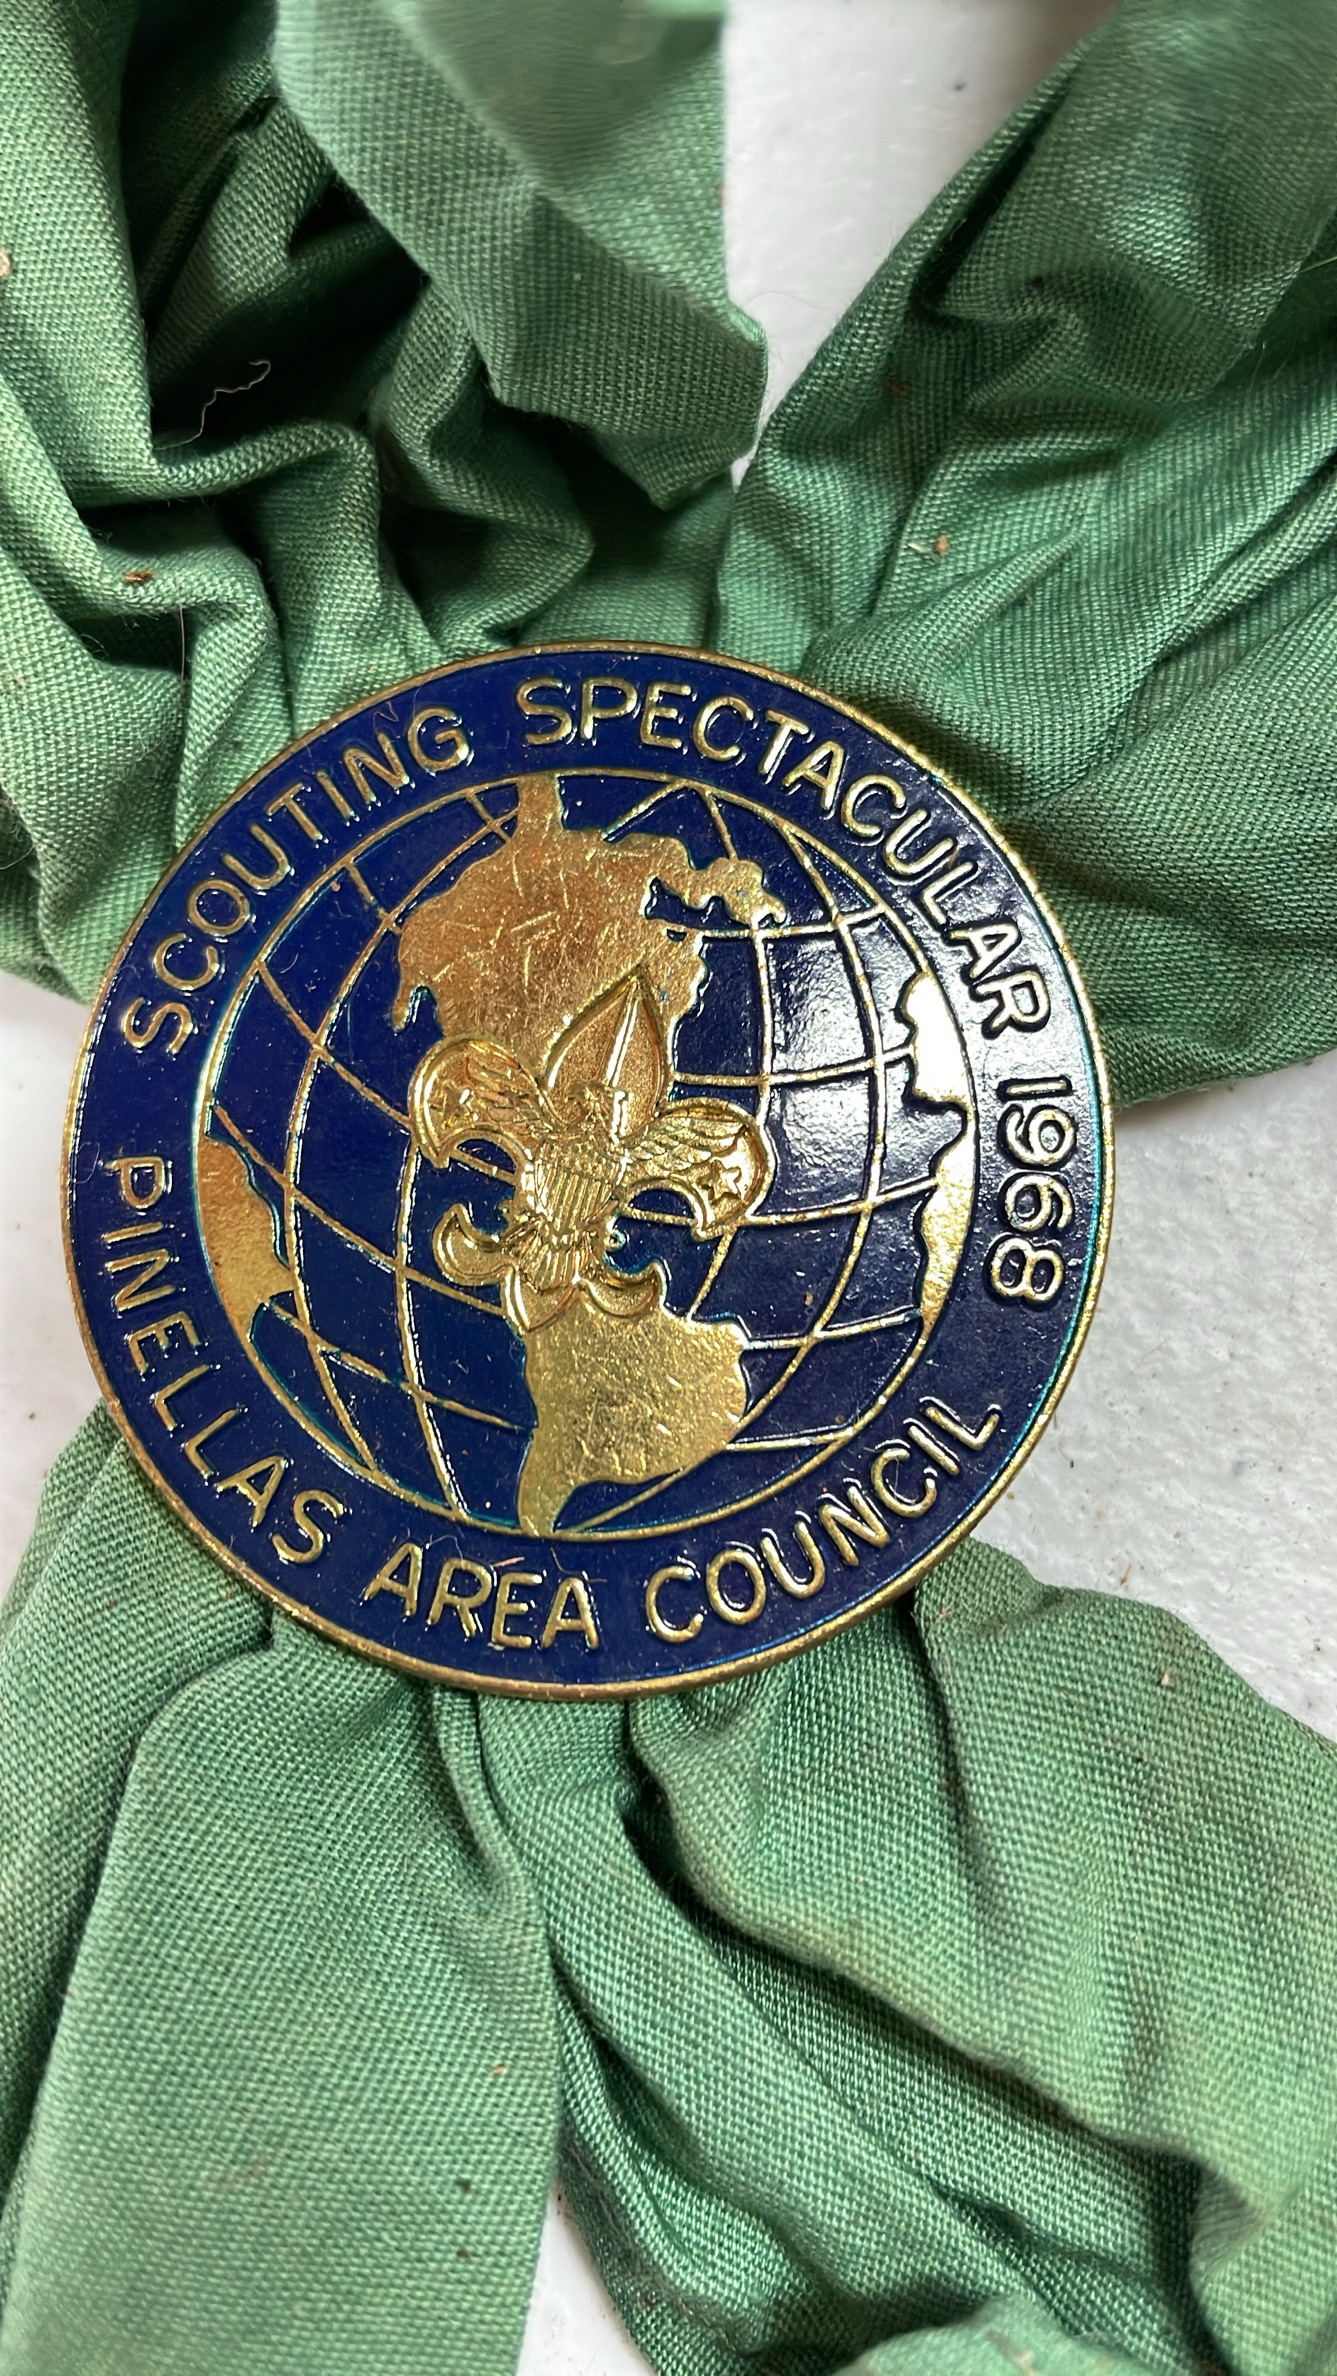 SCOUTING SPECTACULAR 1968
PINELLAS AREA COUNCIL